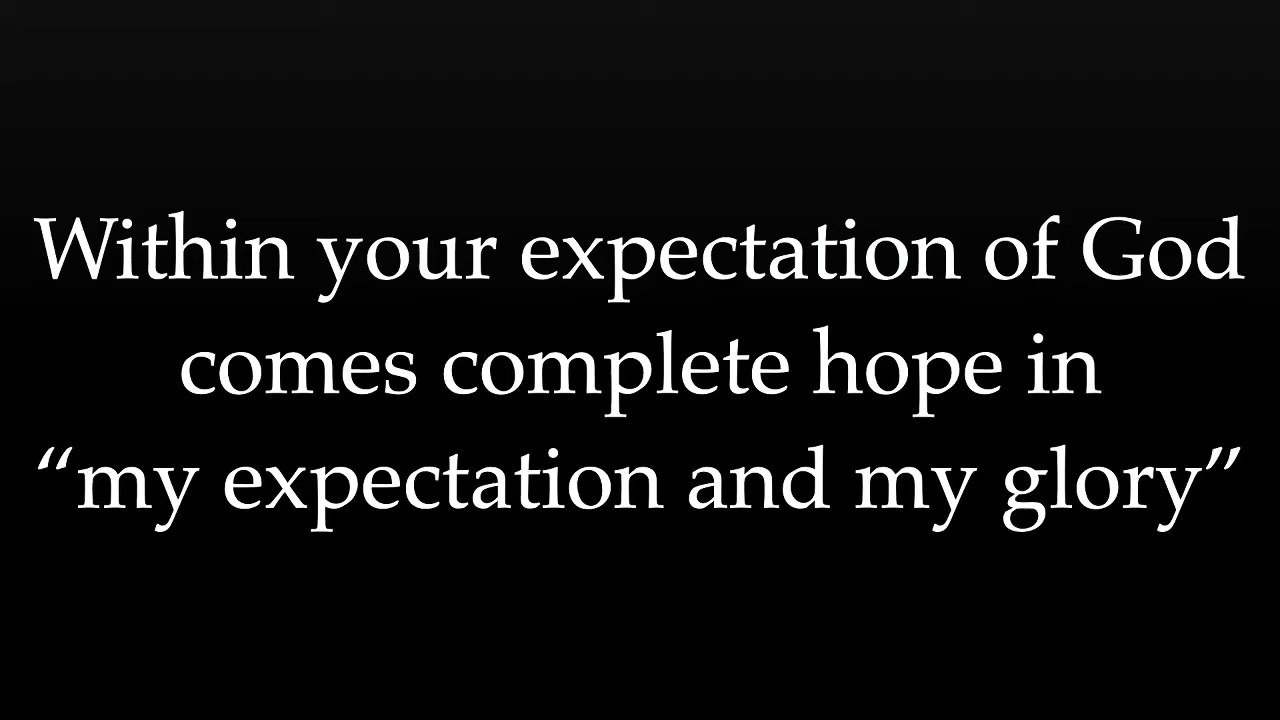 Within your expectation of God
comes complete hope in
“my expectation and my glory”